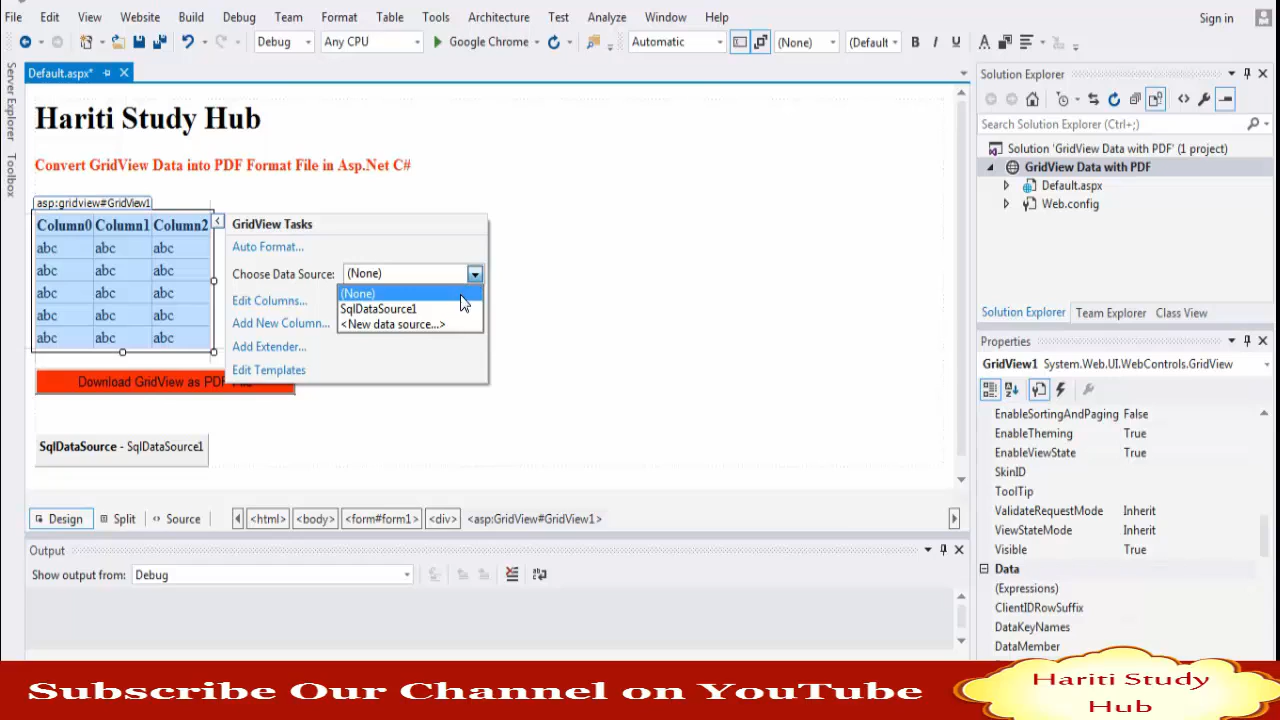 File Edit View Website Build Debug Team Format Table Tools Architecture Test Analyze Window Help Sign in
Debug Any CPU Google Chrome Automatic (None) (Default B I U A
Server Explorer
Toolbox
Default.aspx*
Hariti Study Hub
Convert GridView Data into PDF Format File in Asp.Net C#
asp:gridview#GridView1
Column0 Column1 Column2
abc abc abc
abc abc abc
abc abc abc
abc abc abc
abc abc abc
GridView Tasks
Auto Format...
Choose Data Source: (None)
(None)
SqlDataSource1
<New data source...>
Edit Columns...
Add New Column...
Add Extender...
Edit Templates
Download GridView as PDF
SqlDataSource - SqlDataSource1
Design Split Source <html> <body> <form#form1> <div> <asp:GridView#GridView1>
Output
Show output from: Debug
Solution Explorer
Search Solution Explorer (Ctrl+;)
Solution 'GridView Data with PDF' (1 project)
GridView Data with PDF
Default.aspx
Web.config
Solution Explorer Team Explorer Class View
Properties
GridView1 System.Web.UI.WebControls.GridView
EnableSortingAndPaging False
EnableTheming True
EnableViewState True
SkinID
ToolTip
ValidateRequestMode Inherit
ViewStateMode Inherit
Visible True
Data
(Expressions)
ClientIDRowSuffix
DataKeyNames
DataMember
Subscribe Our Channel on YouTube
Hariti Study
Hub